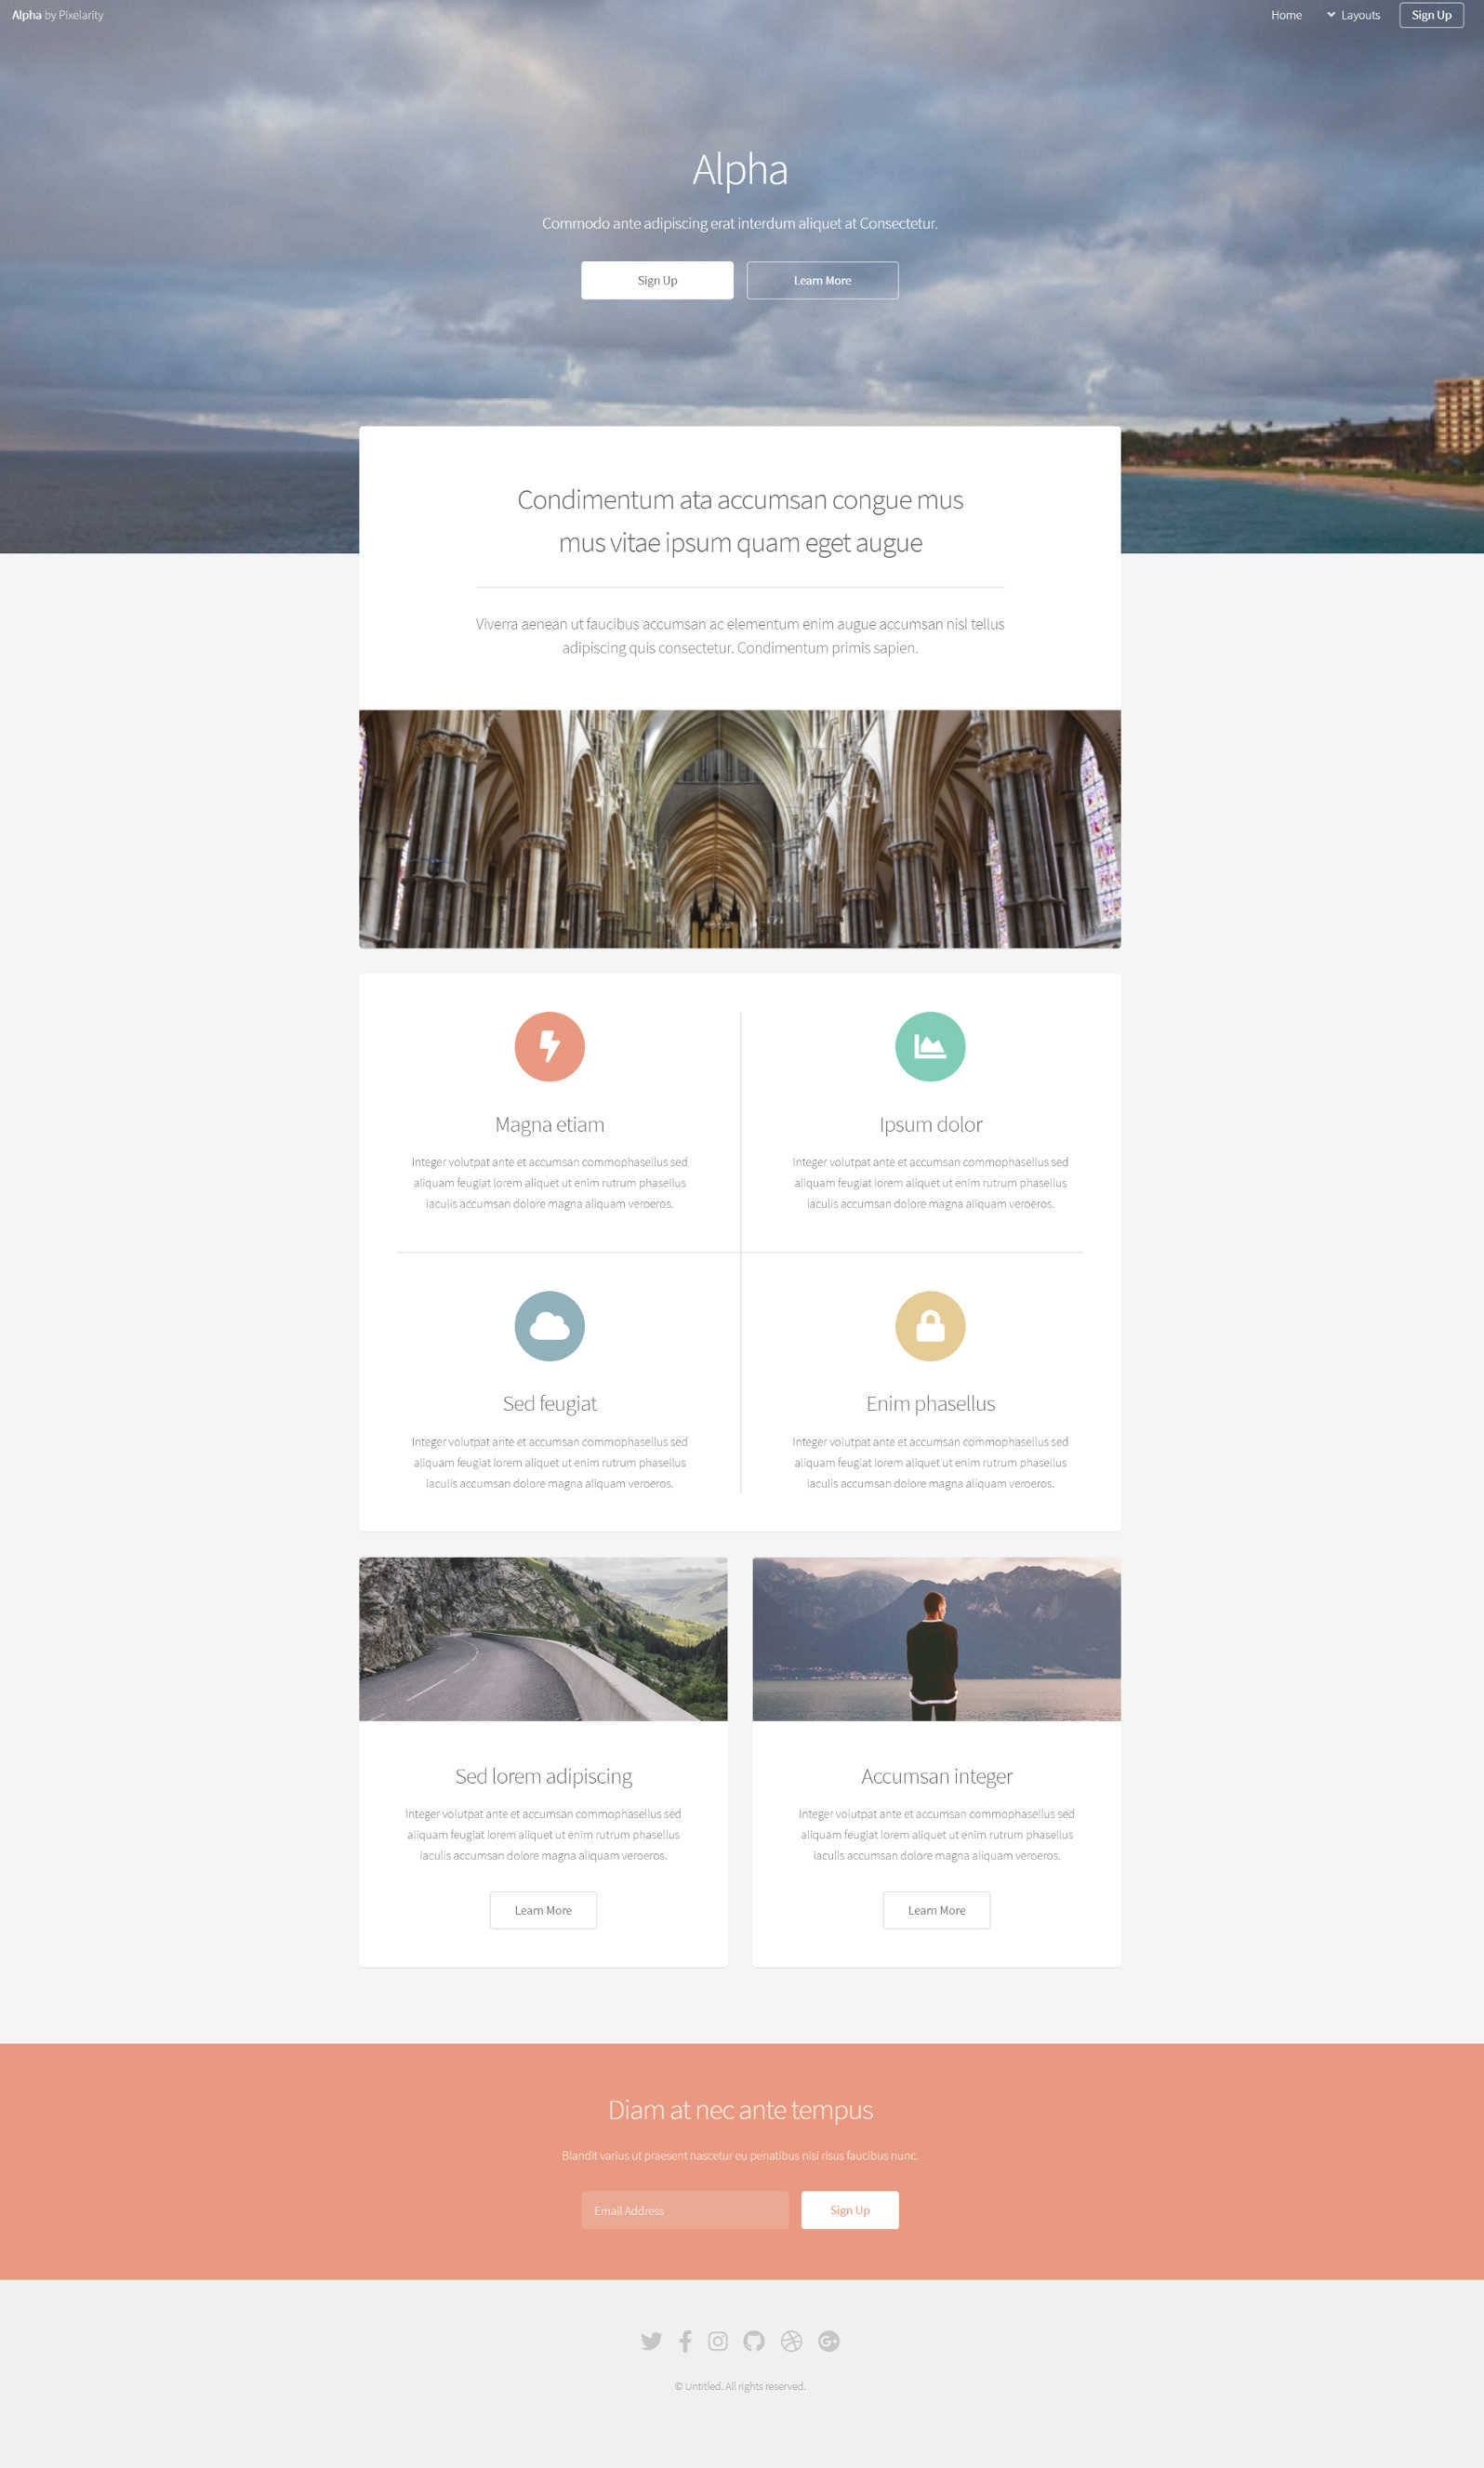 Alpha by Pixelarity
Home
Layouts
Sign Up
Alpha
Commodo ante adipiscing erat interdum aliquet at Consectetur.
Sign Up
Learn More
Condimentum ata accumsan congue mus
mus vitae ipsum quam eget augue
Viverra aenean ut faucibus accumsan ac elementum enim augue accumsan nisl tellus
adipiscing quis consectetur. Condimentum primis sapien.
Magna etiam
Integer volutpat ante et accumsan commophasellus sed
aliquam feugiat lorem aliquet ut enim rutrum phasellus
iaculis accumsan dolore magna aliquam veroeros.
Ipsum dolor
Integer volutpat ante et accumsan commophasellus sed
aliquam feugiat lorem aliquet ut enim rutrum phasellus
iaculis accumsan dolore magna aliquam veroeros.
Sed feugiat
Integer volutpat ante et accumsan commophasellus sed
aliquam feugiat lorem aliquet ut enim rutrum phasellus
iaculis accumsan dolore magna aliquam veroeros.
Enim phasellus
Integer volutpat ante et accumsan commophasellus sed
aliquam feugiat lorem aliquet ut enim rutrum phasellus
iaculis accumsan dolore magna aliquam veroeros.
Sed lorem adipiscing
Integer volutpat ante et accumsan commophasellus sed
aliquam feugiat lorem aliquet ut enim rutrum phasellus
iaculis accumsan dolore magna aliquam veroeros.
Learn More
Accumsan integer
Integer volutpat ante et accumsan commophasellus sed
aliquam feugiat lorem aliquet ut enim rutrum phasellus
iaculis accumsan dolore magna aliquam veroeros.
Learn More
Diam at nec ante tempus
Blandit varius ut praesent nascetur eu penatibus nisi risus faucibus nunc.
Email Address
Sign Up
© Untitled. All rights reserved.